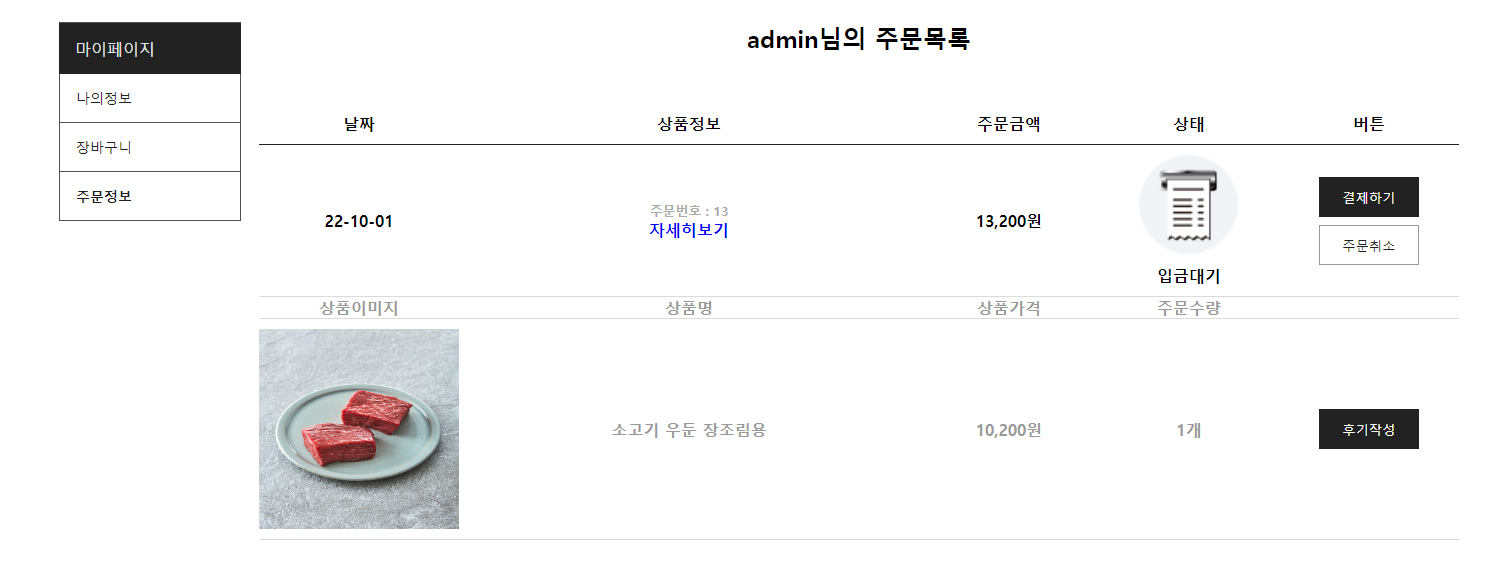 마이페이지
나의정보
장바구니
주문정보
admin님의 주문목록
날짜 상품정보 주문금액 상태 버튼
22-10-01
주문번호 : 13
자세히보기
13,200원
입금대기
결제하기
주문취소
상품이미지 상품명 상품가격 주문수량
소고기 우둔 장조림용 10,200원 1개 후기작성